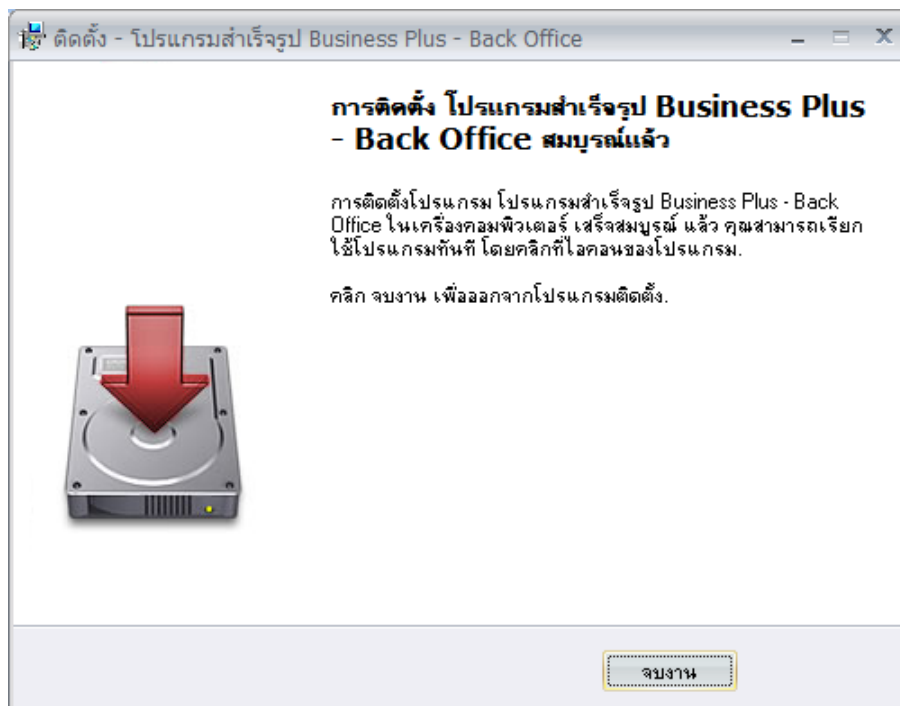 ติดตั้ง - โปรแกรมสำเร็จรูป Business Plus - Back Office
การติดตั้ง โปรแกรมสำเร็จรูป Business Plus
- Back Office สมบูรณ์แล้ว
การติดตั้งโปรแกรม โปรแกรมสำเร็จรูป Business Plus - Back
Office ในเครื่องคอมพิวเตอร์ เสร็จสมบูรณ์ แล้ว คุณสามารถเรียก
ใช้โปรแกรมทันที โดยคลิกที่ไอคอนของโปรแกรม.
คลิก จบงาน เพื่อออกจากโปรแกรมติดตั้ง.
จบงาน